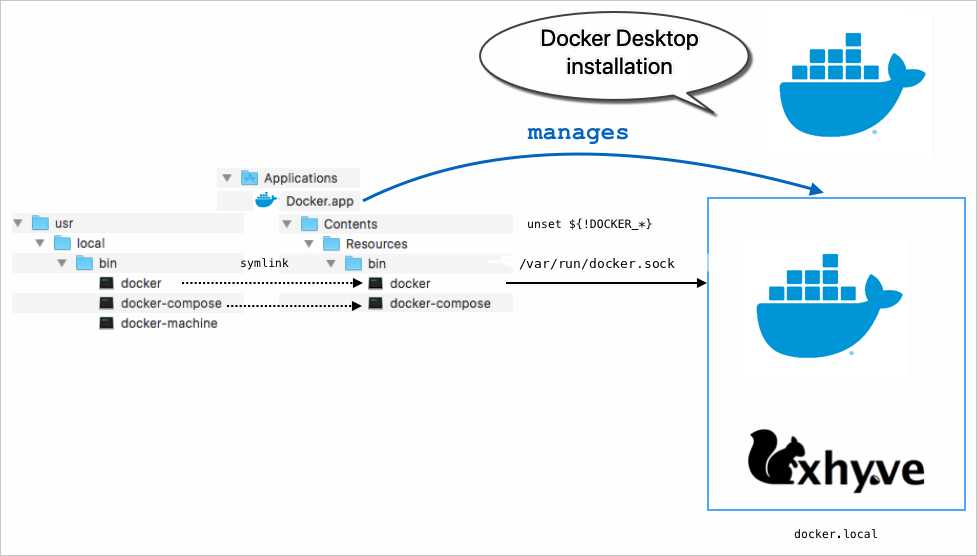 Docker Desktop
installation
manages
Applications
Docker.app
usr
Contents
unset ${!DOCKER_*}
local
Resources
bin
symlink
bin
/var/run/docker.sock
docker
docker
docker-compose
docker-compose
docker-machine
xhyve
docker.local